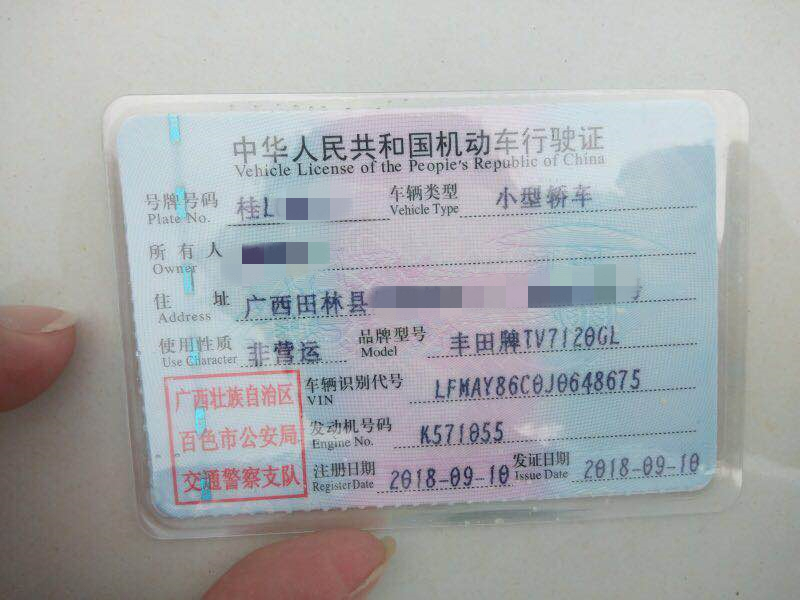 中华人民共和国机动车行驶证
Vehicle License of the People's Republic of China
号牌号码 桂L 车辆类型 小型轿车
Plate No. Vehicle Type
所有人
Owner
住址 广西田林县 号
Address
使用性质 非营运 品牌型号 丰田牌TV7120GL
Use Character Model
车辆识别代号 LFMAY86C0J0648675
VIN
发动机号码 K571055
Engine No.
注册日期 2018-09-10 发证日期 2018-09-10
Register Date Issue Date
广西壮族自治区
百色市公安局
交通警察支队